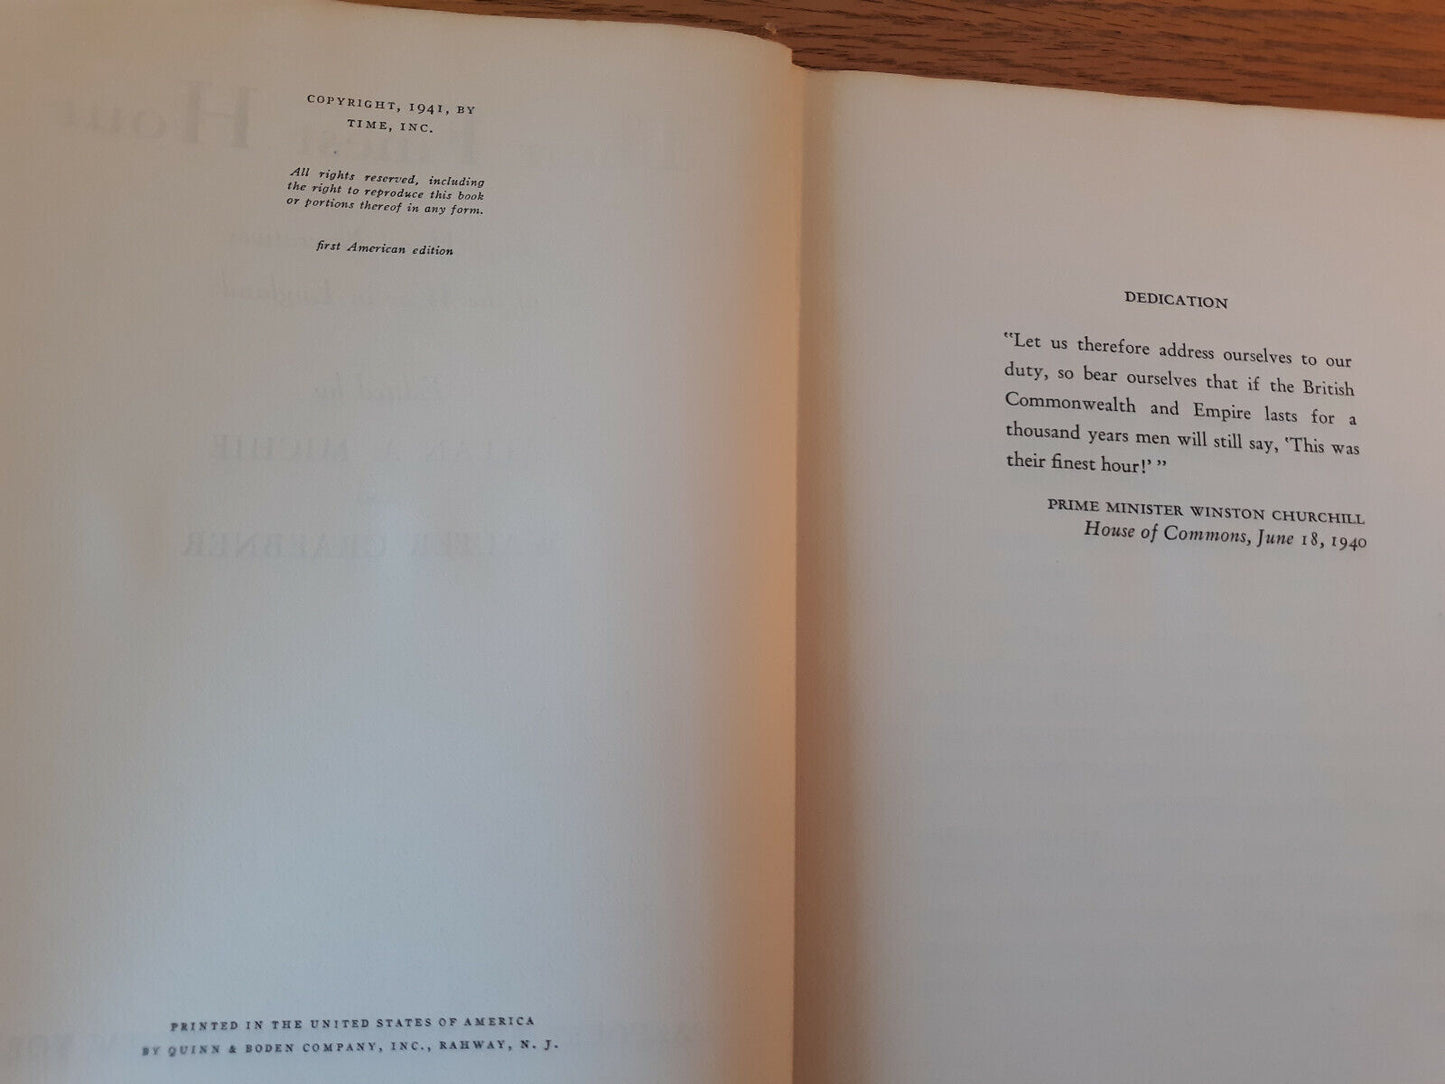 COPYRIGHT, 1941, BY
TIME, INC.
All rights reserved, including
the right to reproduce this book
or portions thereof in any form.
first American edition
PRINTED IN THE UNITED STATES OF AMERICA
BY QUINN & BODEN COMPANY, INC., RAHWAY, N. J.
DEDICATION
"Let us therefore address ourselves to our
duty, so bear ourselves that if the British
Commonwealth and Empire lasts for a
thousand years men will still say, 'This was
their finest hour!' "
PRIME MINISTER WINSTON CHURCHILL
House of Commons, June 18, 1940